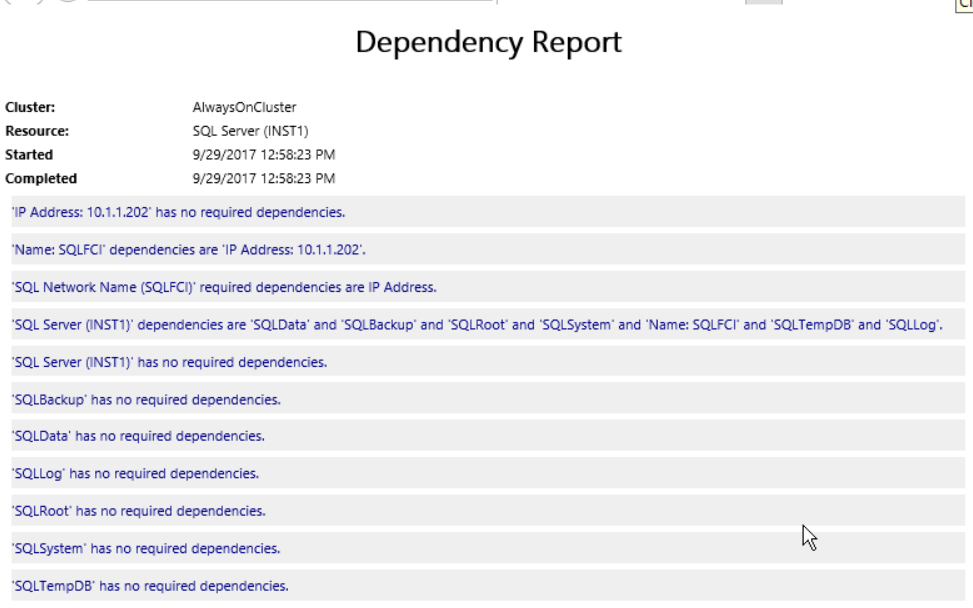 Dependency Report
Cluster: AlwaysOnCluster
Resource: SQL Server (INST1)
Started 9/29/2017 12:58:23 PM
Completed 9/29/2017 12:58:23 PM
'IP Address: 10.1.1.202' has no required dependencies.
'Name: SQLFCI' dependencies are 'IP Address: 10.1.1.202'.
'SQL Network Name (SQLFCI)' required dependencies are IP Address.
'SQL Server (INST1)' dependencies are 'SQLData' and 'SQLBackup' and 'SQLRoot' and 'SQLSystem' and 'Name: SQLFCI' and 'SQLTempDB' and 'SQLLog'.
'SQL Server (INST1)' has no required dependencies.
'SQLBackup' has no required dependencies.
'SQLData' has no required dependencies.
'SQLLog' has no required dependencies.
'SQLRoot' has no required dependencies.
'SQLSystem' has no required dependencies.
'SQLTempDB' has no required dependencies.